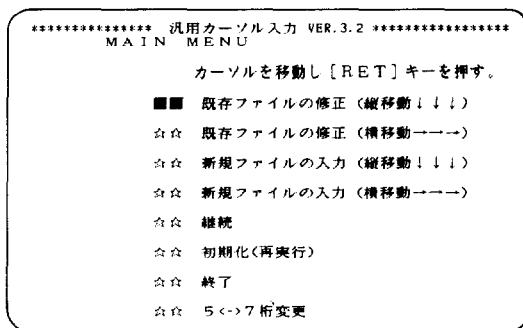 *************** 汎用カーソル入力 VER.3.2 *****************
MAIN MENU
カーソルを移動し［RET］キーを押す。
■■ 既存ファイルの修正（縦移動↓↓↓）
☆☆ 既存ファイルの修正（横移動→→→）
☆☆ 新規ファイルの入力（縦移動↓↓↓）
☆☆ 新規ファイルの入力（横移動→→→）
☆☆ 継続
☆☆ 初期化(再実行)
☆☆ 終了
☆☆ 5<->7桁変更